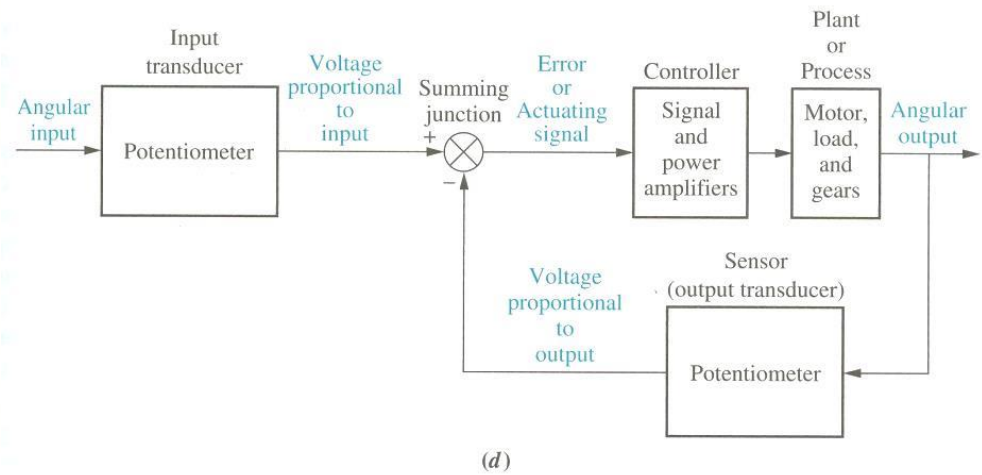 Input
transducer
Angular
input
Potentiometer
Voltage
proportional
to
input
Summing
junction
+
−
Error
or
Actuating
signal
Controller
Signal
and
power
amplifiers
Plant
or
Process
Motor,
load,
and
gears
Angular
output
Sensor
(output transducer)
Potentiometer
Voltage
proportional
to
output
(d)